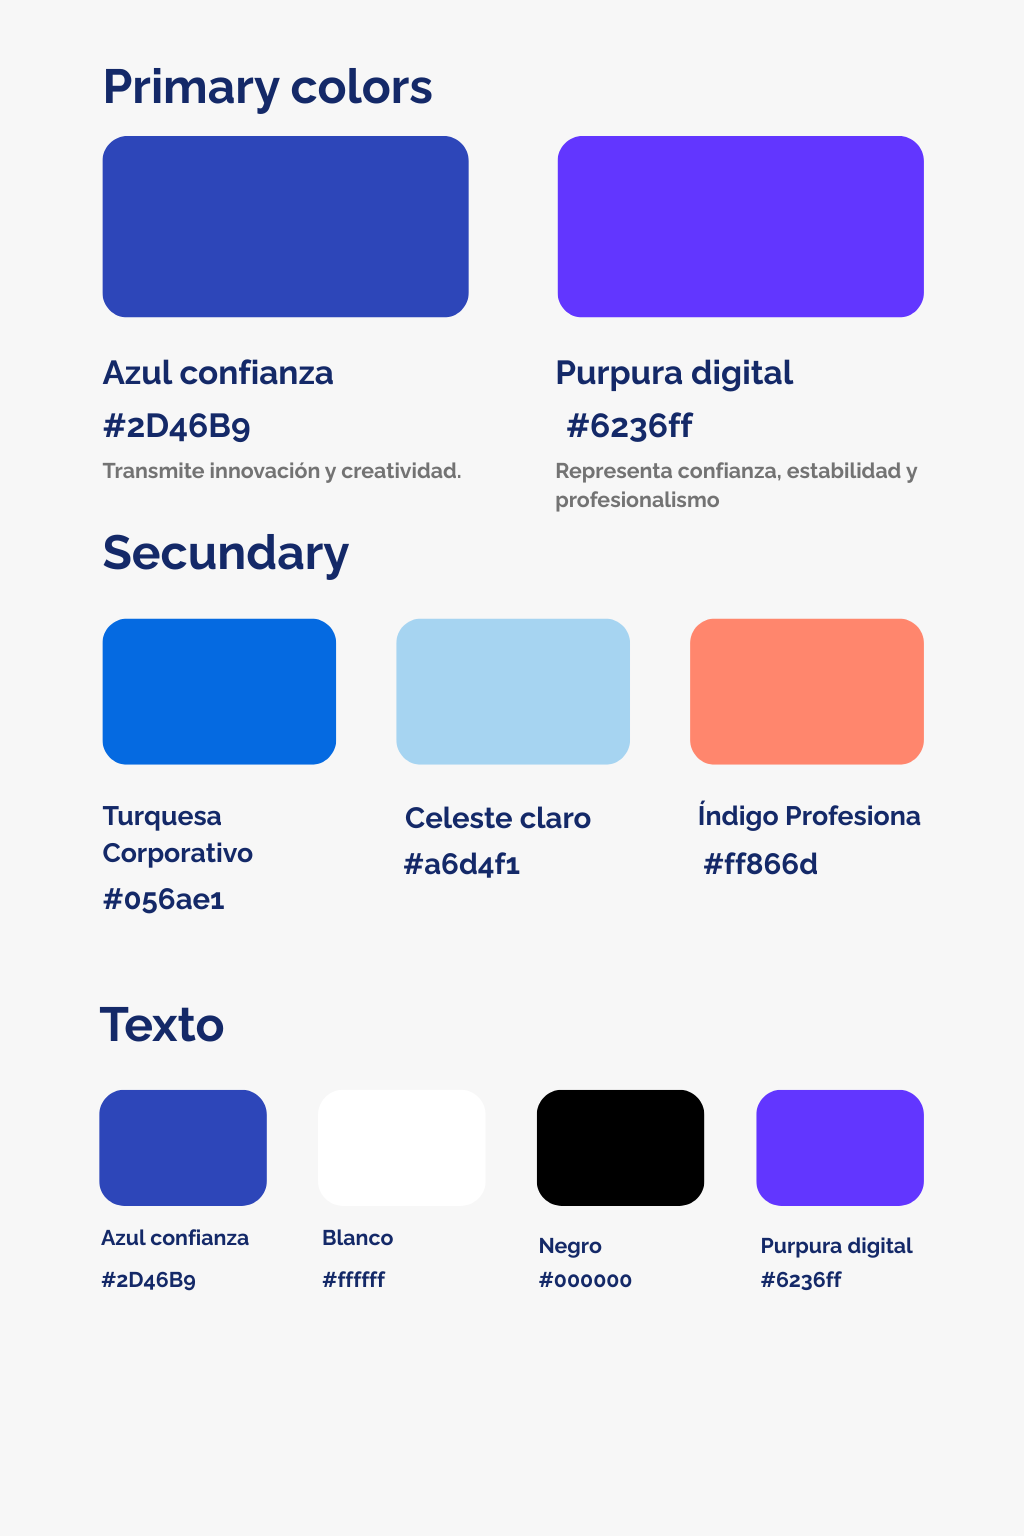 Primary colors
Azul confianza
#2D46B9
Transmite innovación y creatividad.
Purpura digital
#6236ff
Representa confianza, estabilidad y
profesionalismo
Secundary
Turquesa
Corporativo
#056ae1
Celeste claro
#a6d4f1
Índigo Profesiona
#ff866d
Texto
Azul confianza
#2D46B9
Blanco
#ffffff
Negro
#000000
Purpura digital
#6236ff